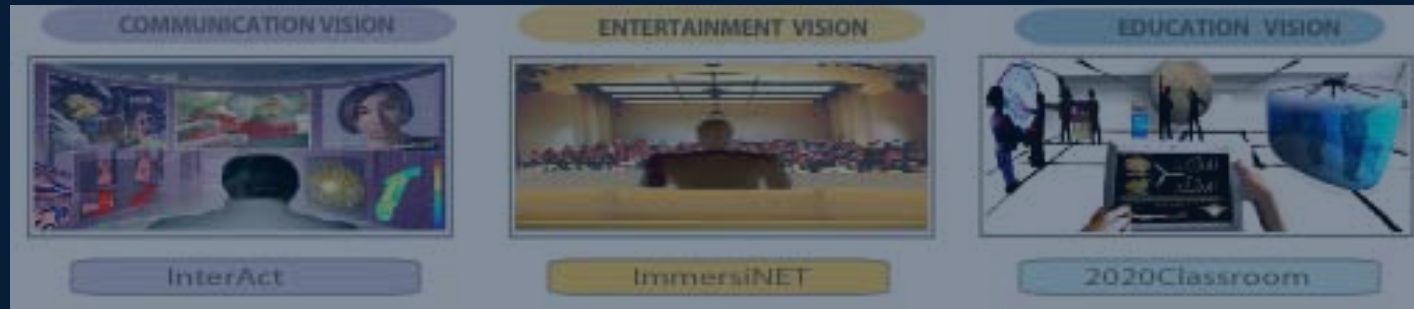 COMMUNICATION VISION
ENTERTAINMENT VISION
EDUCATION VISION
InterAct
ImmersiNET
2020Classroom